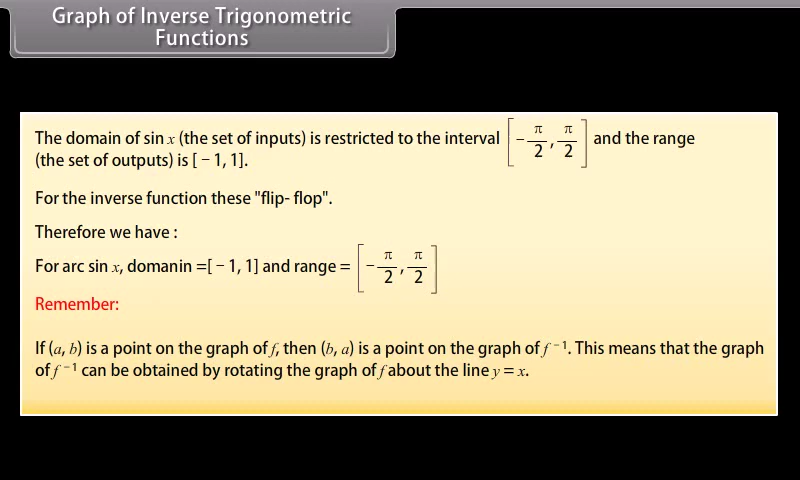 Graph of Inverse Trigonometric
Functions
The domain of sin x (the set of inputs) is restricted to the interval [−π/2, π/2] and the range
(the set of outputs) is [ − 1, 1].
For the inverse function these "flip- flop".
Therefore we have :
For arc sin x, domanin =[ − 1, 1] and range = [−π/2, π/2]
Remember:
If (a, b) is a point on the graph of f, then (b, a) is a point on the graph of f⁻¹. This means that the graph
of f⁻¹ can be obtained by rotating the graph of f about the line y = x.